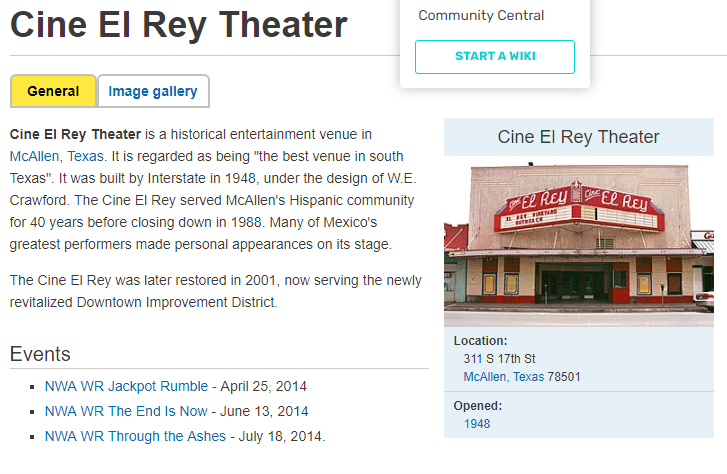 Cine El Rey Theater
Community Central
START A WIKI
General
Image gallery
Cine El Rey Theater is a historical entertainment venue in
McAllen, Texas. It is regarded as being "the best venue in south
Texas". It was built by Interstate in 1948, under the design of W.E.
Crawford. The Cine El Rey served McAllen's Hispanic community
for 40 years before closing down in 1988. Many of Mexico's
greatest performers made personal appearances on its stage.
The Cine El Rey was later restored in 2001, now serving the newly
revitalized Downtown Improvement District.
Events
▪ NWA WR Jackpot Rumble - April 25, 2014
▪ NWA WR The End Is Now - June 13, 2014
▪ NWA WR Through the Ashes - July 18, 2014.
Cine El Rey Theater
Cine EL REY Cine EL REY
EL REY VINEYARD
OUTREACH
Location:
311 S 17th St
McAllen, Texas 78501
Opened:
1948